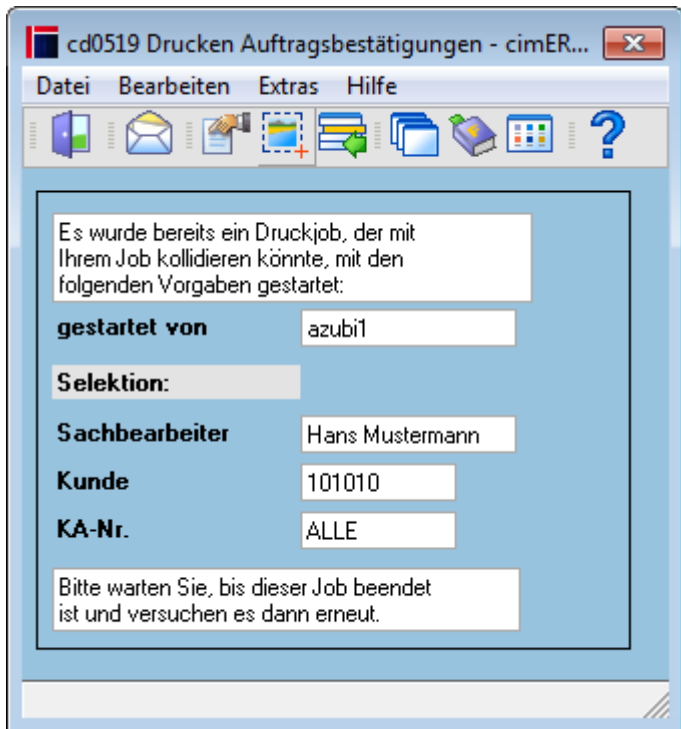 cd0519 Drucken Auftragsbestätigungen - cimER...
Datei Bearbeiten Extras Hilfe
Es wurde bereits ein Druckjob, der mit
Ihrem Job kollidieren könnte, mit den
folgenden Vorgaben gestartet:
gestartet von azubi1
Selektion:
Sachbearbeiter Hans Mustermann
Kunde 101010
KA-Nr. ALLE
Bitte warten Sie, bis dieser Job beendet
ist und versuchen es dann erneut.